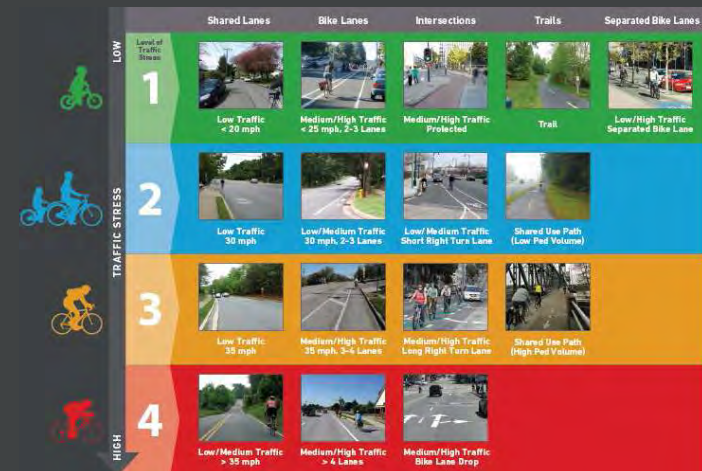 Shared Lanes
Bike Lanes
Intersections
Trails
Separated Bike Lanes
LOW
TRAFFIC STRESS
HIGH
Level of
Traffic
Stress
1
Low Traffic
< 20 mph
Medium/High Traffic
< 25 mph, 2-3 Lanes
Medium/High Traffic
Protected
Trail
Low/High Traffic
Separated Bike Lane
2
Low Traffic
30 mph
Low/Medium Traffic
30 mph, 2-3 Lanes
Low/Medium Traffic
Short Right Turn Lane
Shared Use Path
(Low Ped Volume)
3
Low Traffic
35 mph
Medium/High Traffic
35 mph, 3-4 Lanes
Medium/High Traffic
Long Right Turn Lane
Shared Use Path
(High Ped Volume)
4
Low/Medium Traffic
> 35 mph
Medium/High Traffic
> 4 Lanes
Medium/High Traffic
Bike Lane Drop